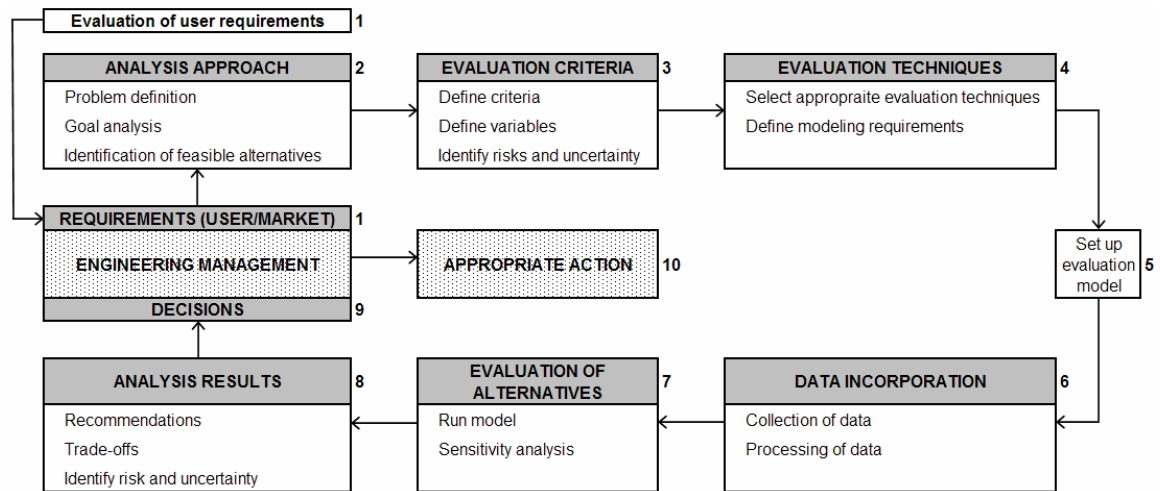 Evaluation of user requirements 1
ANALYSIS APPROACH 2
Problem definition
Goal analysis
Identification of feasible alternatives
EVALUATION CRITERIA 3
Define criteria
Define variables
Identify risks and uncertainty
EVALUATION TECHNIQUES 4
Select appropraite evaluation techniques
Define modeling requirements
REQUIREMENTS (USER/MARKET) 1
ENGINEERING MANAGEMENT
DECISIONS 9
APPROPRIATE ACTION 10
Set up
evaluation 5
model
ANALYSIS RESULTS 8
Recommendations
Trade-offs
Identify risk and uncertainty
EVALUATION OF 7
ALTERNATIVES
Run model
Sensitivity analysis
DATA INCORPORATION 6
Collection of data
Processing of data